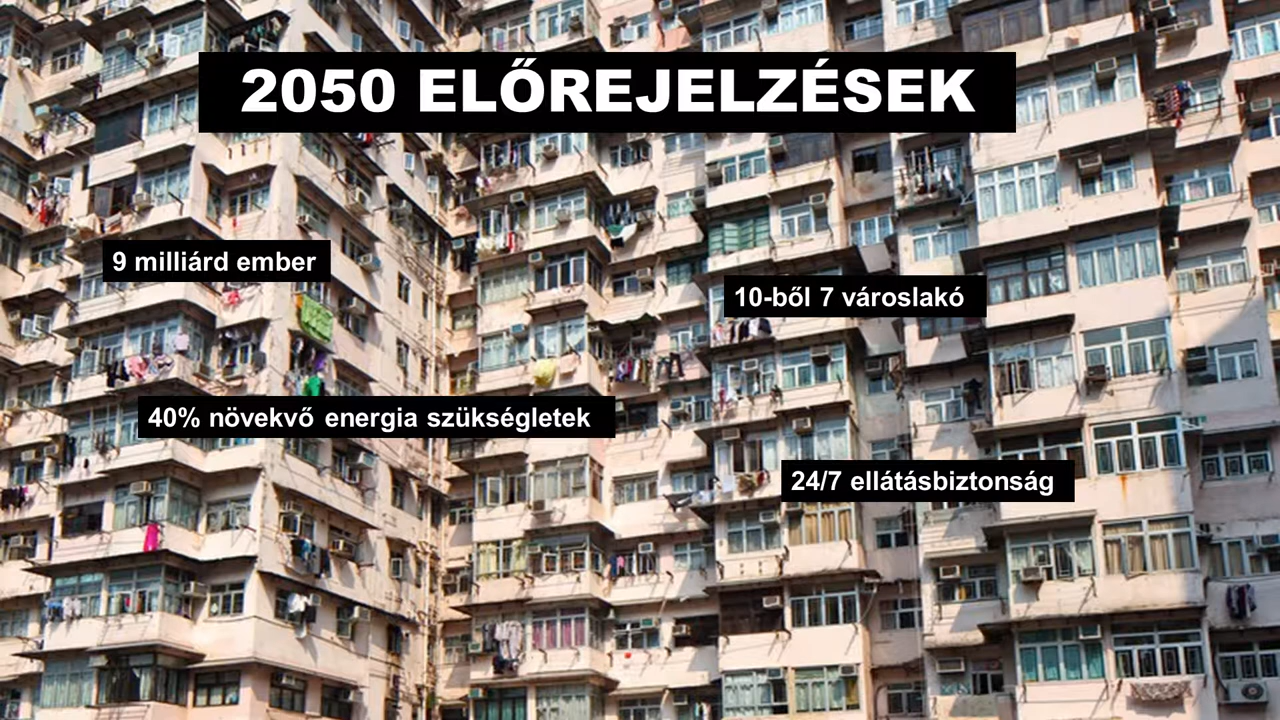 2050 ELŐREJELZÉSEK
9 milliárd ember
10-ből 7 városlakó
40% növekvő energia szükségletek
24/7 ellátásbiztonság